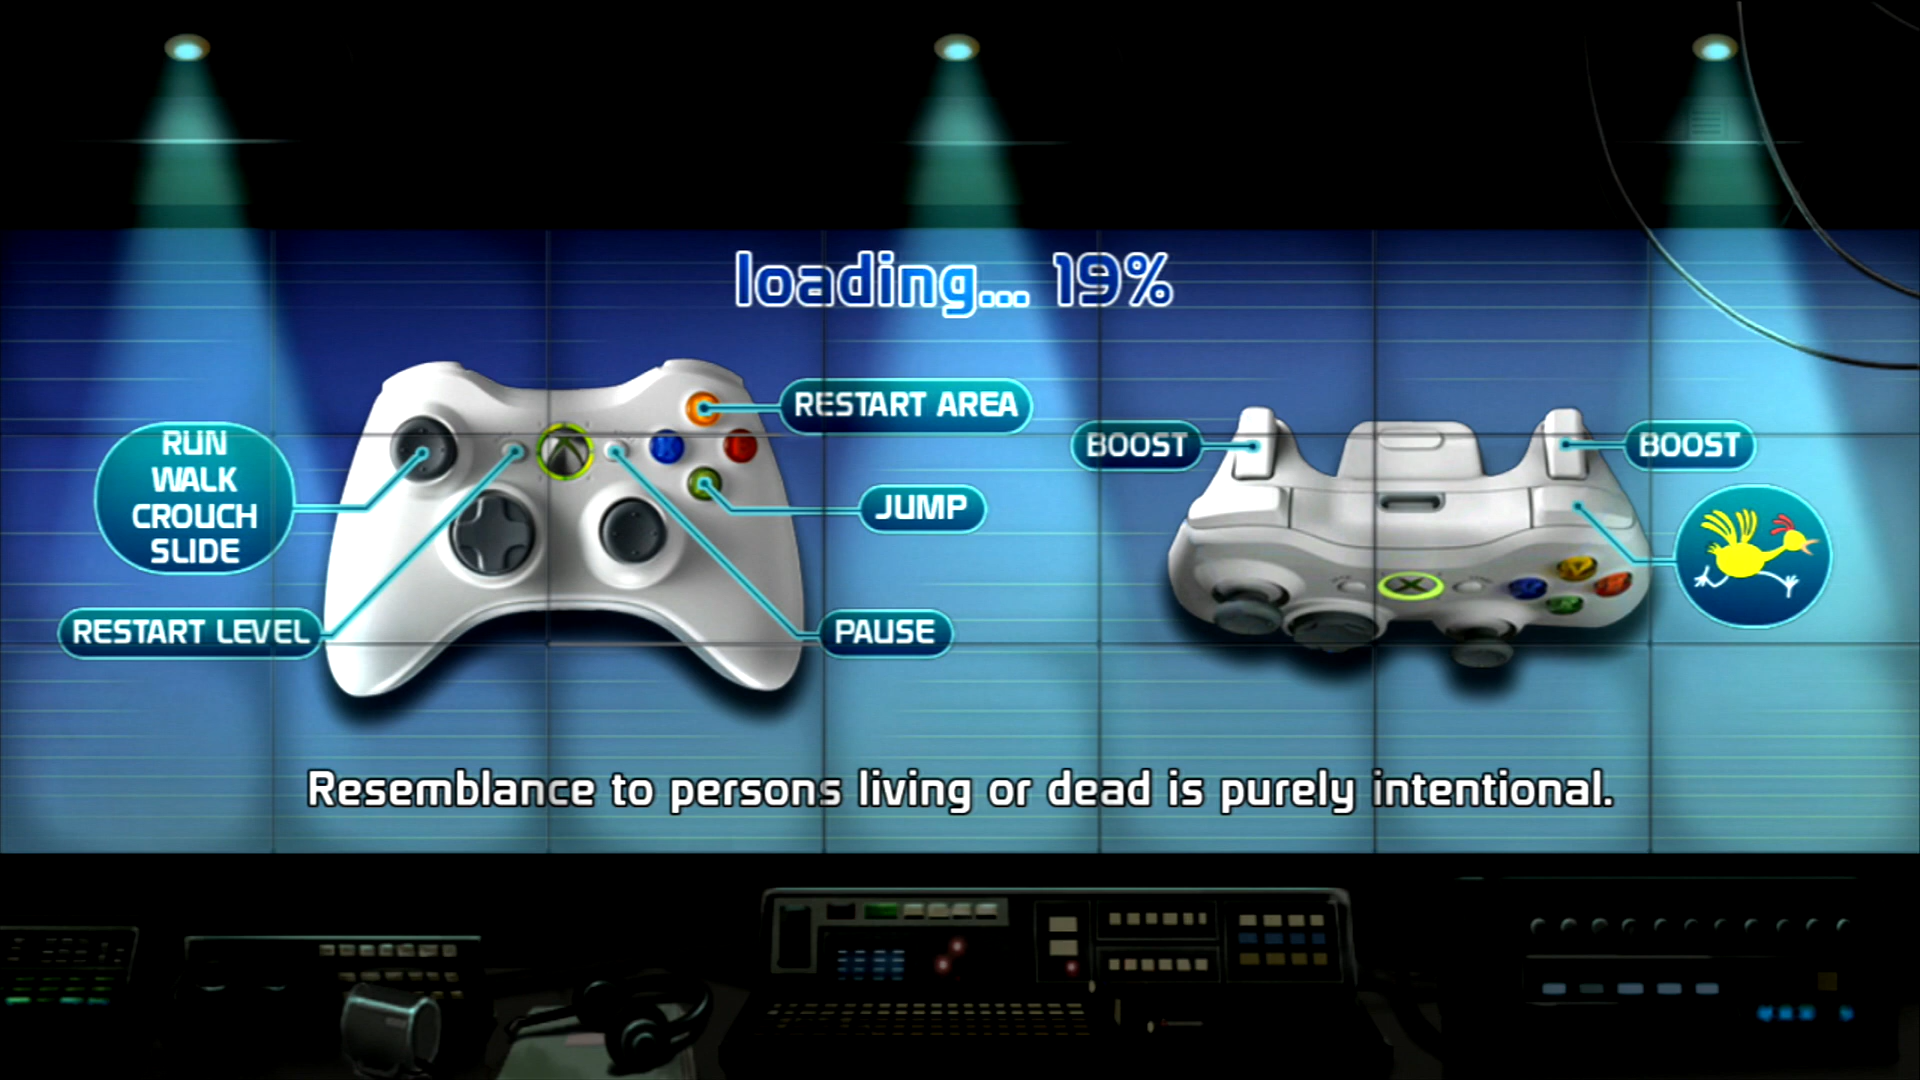 loading... 19%
RESTART AREA
RUN
WALK
CROUCH
SLIDE
BOOST
BOOST
JUMP
RESTART LEVEL
PAUSE
Resemblance to persons living or dead is purely intentional.